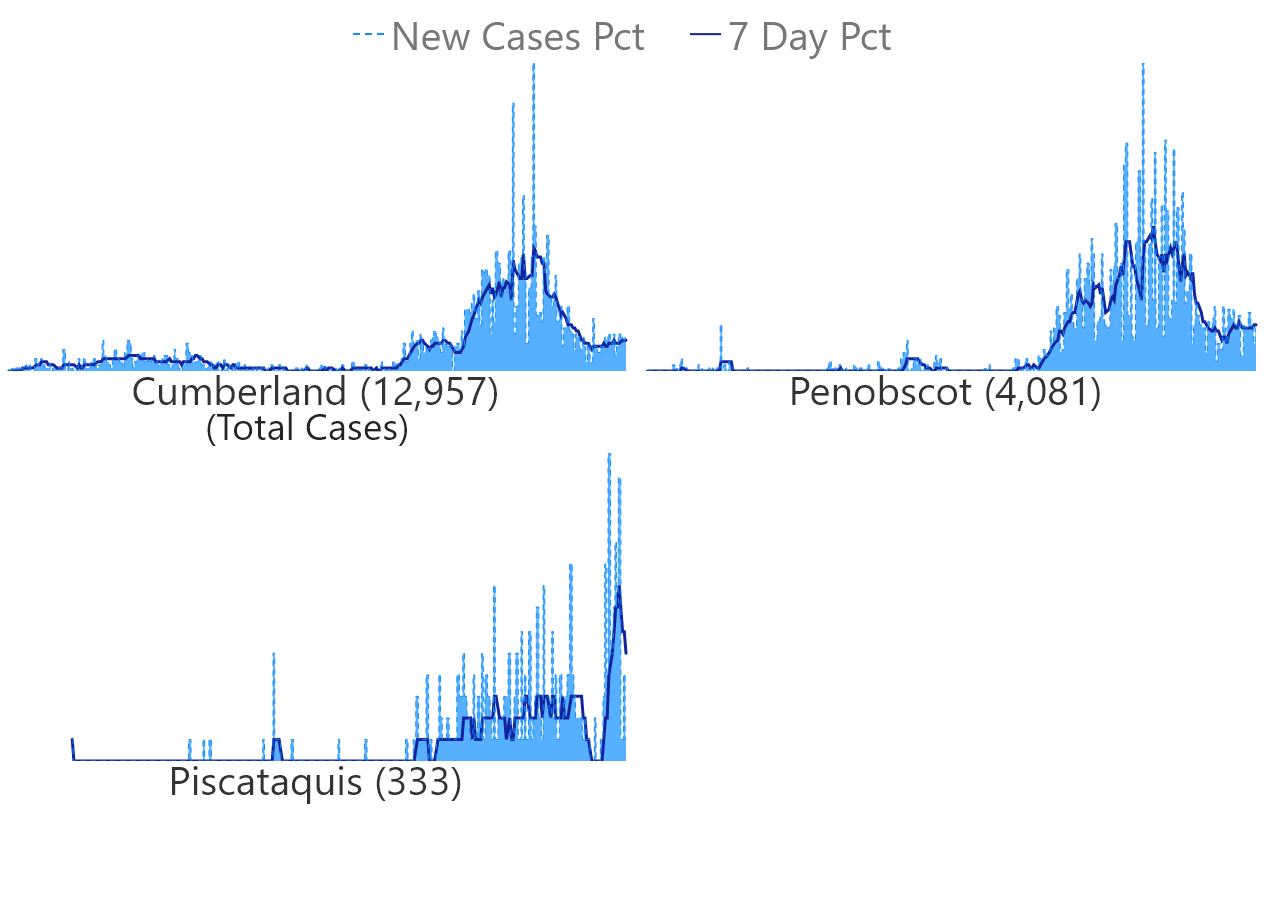 New Cases Pct 7 Day Pct
Cumberland (12,957)
(Total Cases)
Penobscot (4,081)
Piscataquis (333)